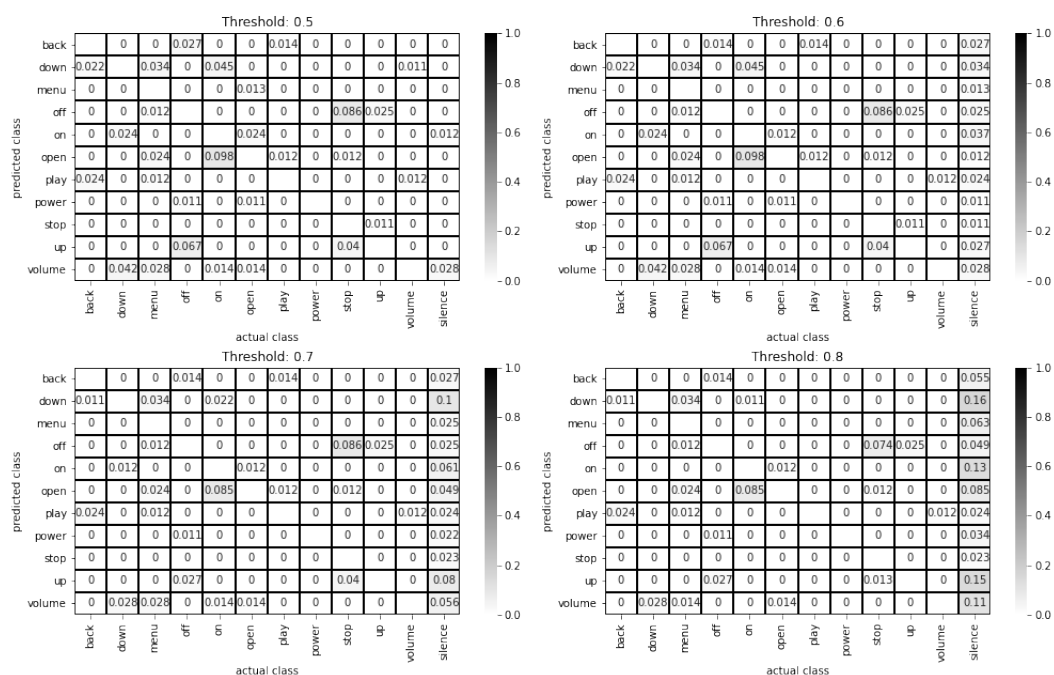 Threshold: 0.5
back 0 0 0.027 0 0 0.014 0 0 0 0 0
down 0.022 0.034 0 0.045 0 0 0 0 0 0.011 0
menu 0 0 0 0 0.013 0 0 0 0 0 0
off 0 0 0.012 0 0 0 0 0.086 0.025 0 0
on 0 0.024 0 0 0.024 0 0 0 0 0 0.012
open 0 0 0.024 0 0.098 0.012 0 0.012 0 0 0
play 0.024 0 0.012 0 0 0 0 0 0 0.012 0
power 0 0 0 0.011 0 0.011 0 0 0 0 0
stop 0 0 0 0 0 0 0 0 0.011 0 0
up 0 0 0 0.067 0 0 0 0 0.04 0 0
volume 0 0.042 0.028 0 0.014 0.014 0 0 0 0 0.028
predicted class
back down menu off on open play power stop up volume silence
actual class
1.0
0.8
0.6
0.4
0.2
0.0
Threshold: 0.6
back 0 0 0.014 0 0 0.014 0 0 0 0 0.027
down 0.022 0.034 0 0.045 0 0 0 0 0 0 0.034
menu 0 0 0 0 0 0 0 0 0 0 0.013
off 0 0 0.012 0 0 0 0 0.086 0.025 0 0.025
on 0 0.024 0 0 0.012 0 0 0 0 0 0.037
open 0 0 0.024 0 0.098 0.012 0 0.012 0 0 0.012
play 0.024 0 0.012 0 0 0 0 0 0 0.012 0.024
power 0 0 0 0.011 0 0.011 0 0 0 0 0.011
stop 0 0 0 0 0 0 0 0 0.011 0 0.011
up 0 0 0 0.067 0 0 0 0 0.04 0 0.027
volume 0 0.042 0.028 0 0.014 0.014 0 0 0 0 0.028
predicted class
back down menu off on open play power stop up volume silence
actual class
1.0
0.8
0.6
0.4
0.2
0.0
Threshold: 0.7
back 0 0 0.014 0 0 0.014 0 0 0 0 0.027
down 0.011 0.034 0 0.022 0 0 0 0 0 0 0.1
menu 0 0 0 0 0 0 0 0 0 0 0.025
off 0 0 0.012 0 0 0 0 0.086 0.025 0 0.025
on 0 0.012 0 0 0.012 0 0 0 0 0 0.061
open 0 0 0.024 0 0.085 0.012 0 0.012 0 0 0.049
play 0.024 0 0.012 0 0 0 0 0 0 0.012 0.024
power 0 0 0 0.011 0 0 0 0 0 0 0.022
stop 0 0 0 0 0 0 0 0 0 0 0.023
up 0 0 0 0.027 0 0 0 0 0.04 0 0.08
volume 0 0.028 0.028 0 0.014 0.014 0 0 0 0 0.056
predicted class
back down menu off on open play power stop up volume silence
actual class
1.0
0.8
0.6
0.4
0.2
0.0
Threshold: 0.8
back 0 0 0.014 0 0 0 0 0 0 0 0.055
down 0.011 0.034 0 0.011 0 0 0 0 0 0 0.16
menu 0 0 0 0 0 0 0 0 0 0 0.063
off 0 0 0.012 0 0 0 0 0.074 0.025 0 0.049
on 0 0 0 0 0.012 0 0 0 0 0 0.13
open 0 0 0.024 0 0.085 0 0 0.012 0 0 0.085
play 0.024 0 0.012 0 0 0 0 0 0 0.012 0.024
power 0 0 0 0.011 0 0 0 0 0 0 0.034
stop 0 0 0 0 0 0 0 0 0 0 0.023
up 0 0 0 0.027 0 0 0 0 0.013 0 0.15
volume 0 0.028 0.014 0 0 0.014 0 0 0 0 0.11
predicted class
back down menu off on open play power stop up volume silence
actual class
1.0
0.8
0.6
0.4
0.2
0.0